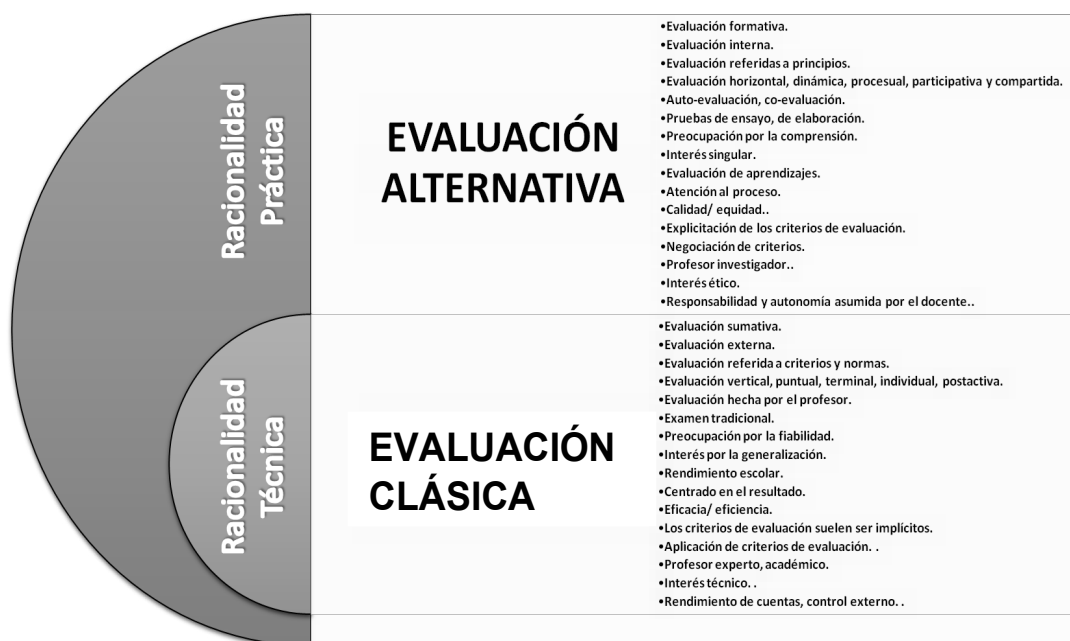 Racionalidad
Práctica
EVALUACIÓN
ALTERNATIVA
•Evaluación formativa.
•Evaluación interna.
•Evaluación referidas a principios.
•Evaluación horizontal, dinámica, procesual, participativa y compartida.
•Auto-evaluación, co-evaluación.
•Pruebas de ensayo, de elaboración.
•Preocupación por la comprensión.
•Interés singular.
•Evaluación de aprendizajes.
•Atención al proceso.
•Calidad/ equidad..
•Explicitación de los criterios de evaluación.
•Negociación de criterios.
•Profesor investigador..
•Interés ético.
•Responsabilidad y autonomía asumida por el docente..
Racionalidad
Técnica
EVALUACIÓN
CLÁSICA
•Evaluación sumativa.
•Evaluación externa.
•Evaluación referida a criterios y normas.
•Evaluación vertical, puntual, terminal, individual, postactiva.
•Evaluación hecha por el profesor.
•Examen tradicional.
•Preocupación por la fiabilidad.
•Interés por la generalización.
•Rendimiento escolar.
•Centrado en el resultado.
•Eficacia/ eficiencia.
•Los criterios de evaluación suelen ser implícitos.
•Aplicación de criterios de evaluación. .
•Profesor experto, académico.
•Interés técnico. .
•Rendimiento de cuentas, control externo. .